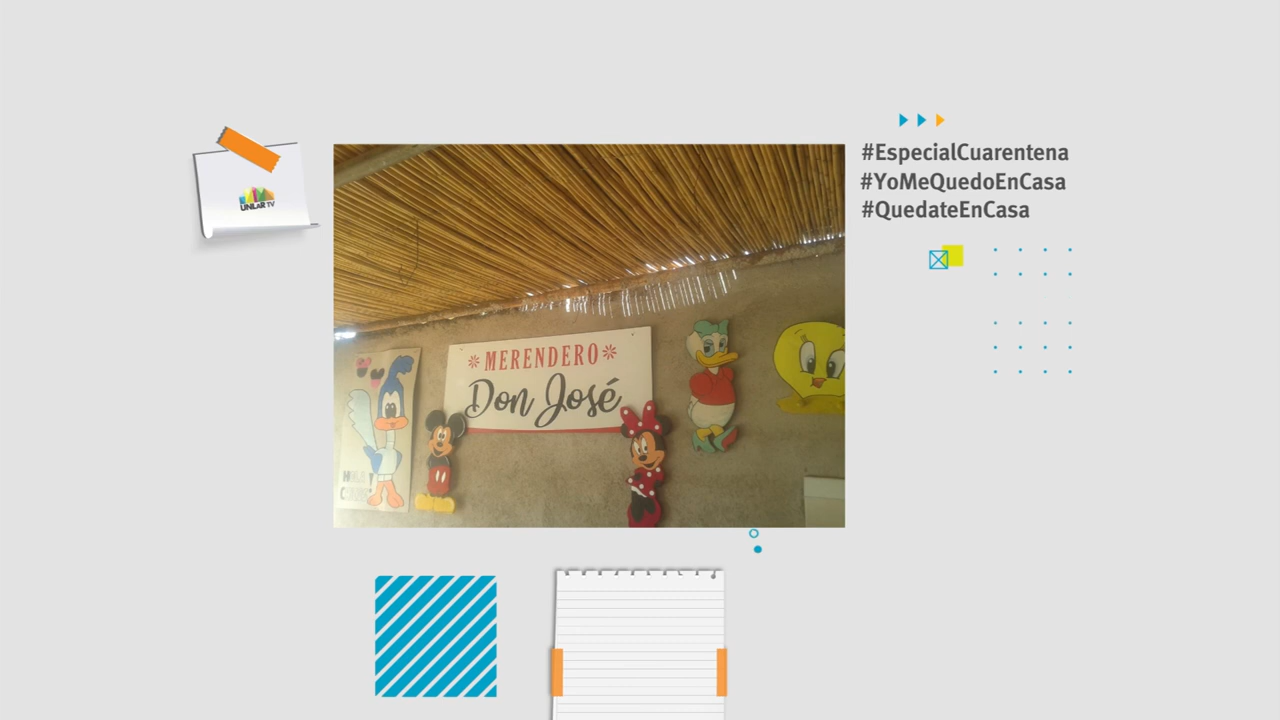 UNLaR TV
#EspecialCuarentena
#YoMeQuedoEnCasa
#QuedateEnCasa
MERENDERO
Don José